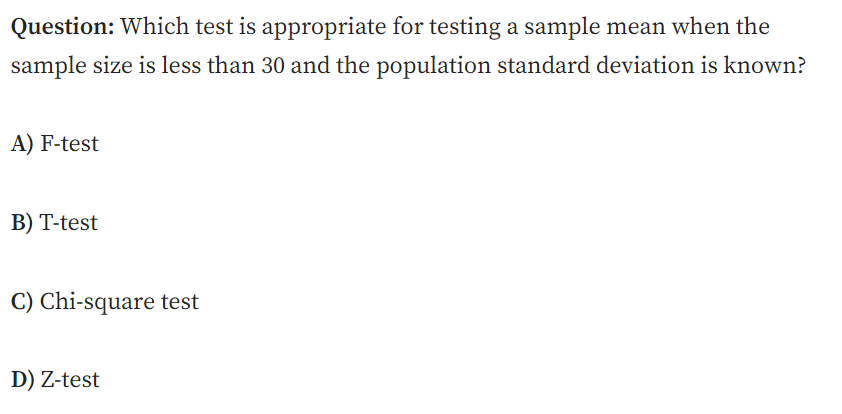 Question: Which test is appropriate for testing a sample mean when the
sample size is less than 30 and the population standard deviation is known?
A) F-test
B) T-test
C) Chi-square test
D) Z-test